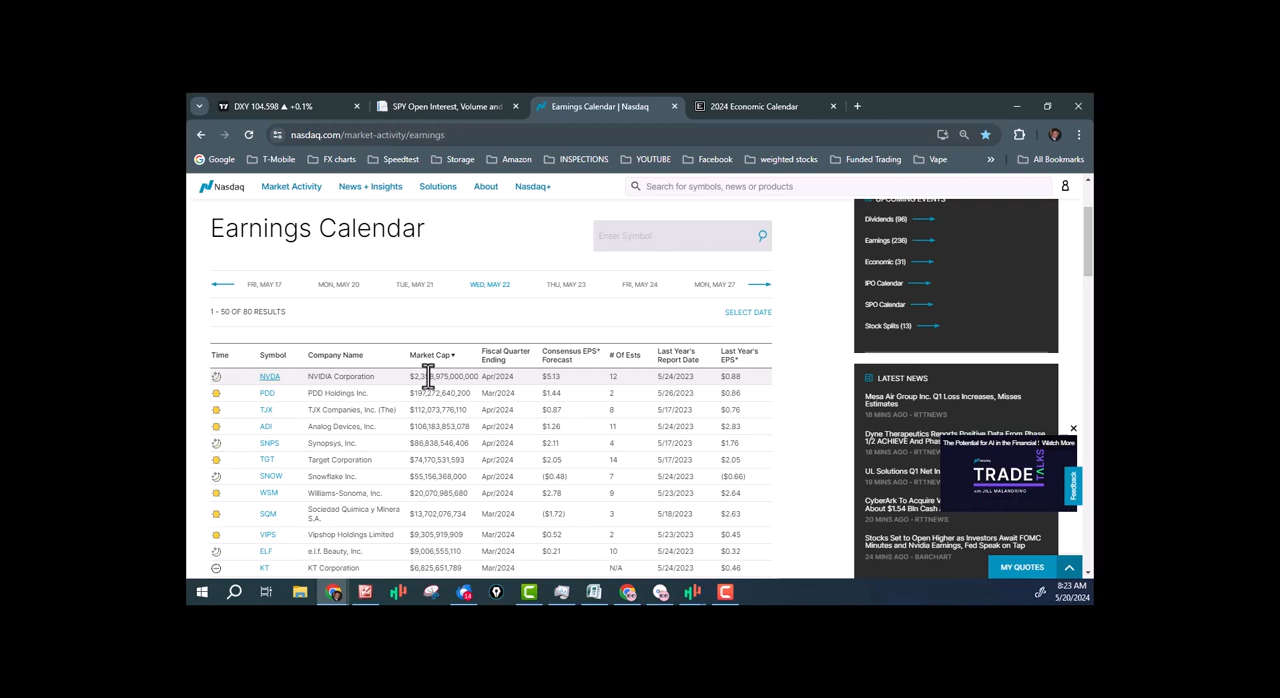 DXY 104.598 ▲ +0.1%
SPY Open Interest, Volume and
Earnings Calendar | Nasdaq
2024 Economic Calendar
nasdaq.com/market-activity/earnings
Google T-Mobile FX charts Speedtest Storage Amazon INSPECTIONS YOUTUBE Facebook weighted stocks Funded Trading Vape » All Bookmarks
Nasdaq Market Activity News + Insights Solutions About Nasdaq+ Search for symbols, news or products
Earnings Calendar
Enter Symbol
FRI, MAY 17 MON, MAY 20 TUE, MAY 21 WED, MAY 22 THU, MAY 23 FRI, MAY 24 MON, MAY 27
1 - 50 OF 80 RESULTS SELECT DATE
Time Symbol Company Name Market Cap▼ Fiscal Quarter Ending Consensus EPS* Forecast # Of Ests Last Year's Report Date Last Year's EPS*
NVDA NVIDIA Corporation Apr/2024 $5.13 12 5/24/2023 $0.88
PDD PDD Holdings Inc. $197,272,640,200 Mar/2024 $1.44 2 5/26/2023 $0.86
TJX TJX Companies, Inc. (The) $112,073,776,110 Apr/2024 $0.87 8 5/17/2023 $0.76
ADI Analog Devices, Inc. $106,183,853,078 Apr/2024 $1.26 11 5/24/2023 $2.83
SNPS Synopsys, Inc. $86,838,546,406 Apr/2024 $2.11 4 5/17/2023 $1.76
TGT Target Corporation $74,170,531,593 Apr/2024 $2.05 14 5/17/2023 $2.05
SNOW Snowflake Inc. $55,156,368,000 Apr/2024 ($0.48) 7 5/24/2023 ($0.66)
WSM Williams-Sonoma, Inc. $20,070,985,680 Apr/2024 $2.78 9 5/23/2023 $2.64
SQM Sociedad Quimica y Minera S.A. $13,702,076,734 Mar/2024 ($1.72) 3 5/18/2023 $2.63
VIPS Vipshop Holdings Limited $9,305,919,909 Mar/2024 $0.52 2 5/23/2023 $0.45
ELF e.l.f. Beauty, Inc. $9,006,555,110 Mar/2024 $0.21 10 5/24/2023 $0.32
KT KT Corporation $6,825,651,789 Mar/2024 N/A 5/24/2023 $0.46
UPCOMING EVENTS
Dividends (96)
Earnings (236)
Economic (31)
IPO Calendar
SPO Calendar
Stock Splits (13)
LATEST NEWS
Mesa Air Group Inc. Q1 Loss Increases, Misses
Estimates
18 MINS AGO - RTTNEWS
Dyne Therapeutics Reports Positive Data From Phase
1/2 ACHIEVE And
18 MINS AGO - RTTNEWS
UL Solutions Q1 Net In
19 MINS AGO - RTTNEWS
CyberArk To Acquire V
About $1.54 Bln Cash
20 MINS AGO - RTTNEWS
Stocks Set to Open Higher as Investors Await FOMC
Minutes and Nvidia Earnings, Fed Speak on Tap
24 MINS AGO - BARCHART
The Potential for AI in the Financial Watch More
TRADE
TALKS
with JILL MALANDRINO
Feedback
MY QUOTES
14
8:23 AM
5/20/2024